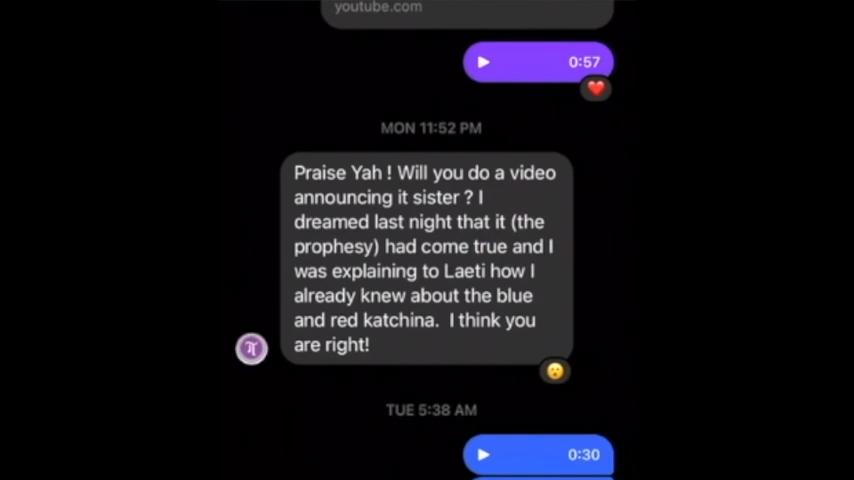 youtube.com
0:57
MON 11:52 PM
Praise Yah ! Will you do a video
announcing it sister ? I
dreamed last night that it (the
prophesy) had come true and I
was explaining to Laeti how I
already knew about the blue
and red katchina.  I think you
are right!
TUE 5:38 AM
0:30